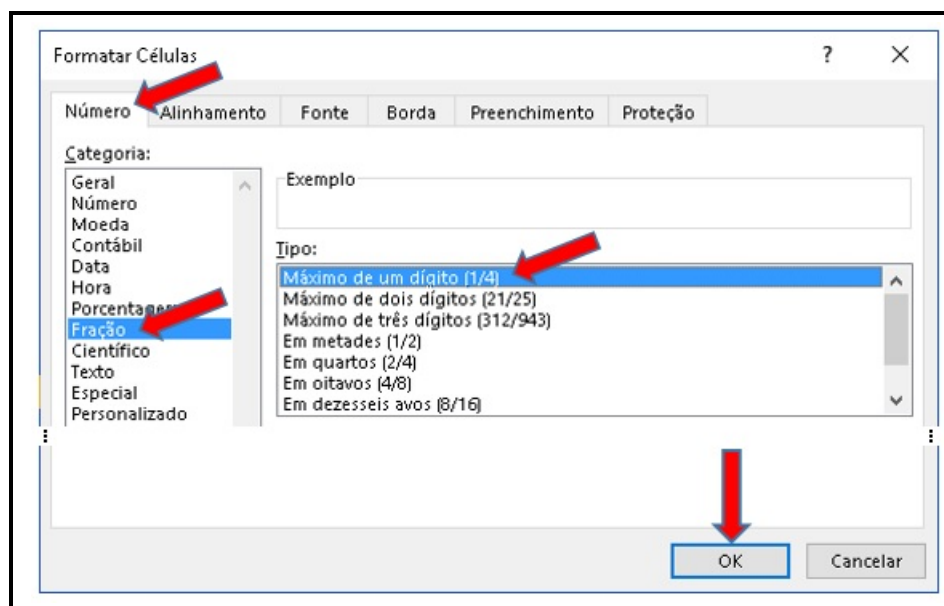 Formatar Células ? X
Número Alinhamento Fonte Borda Preenchimento Proteção
Categoria:
Geral
Número
Moeda
Contábil
Data
Hora
Porcentagem
Fração
Científico
Texto
Especial
Personalizado
Exemplo
Tipo:
Máximo de um dígito (1/4)
Máximo de dois dígitos (21/25)
Máximo de três dígitos (312/943)
Em metades (1/2)
Em quartos (2/4)
Em oitavos (4/8)
Em dezesseis avos (8/16)
OK Cancelar